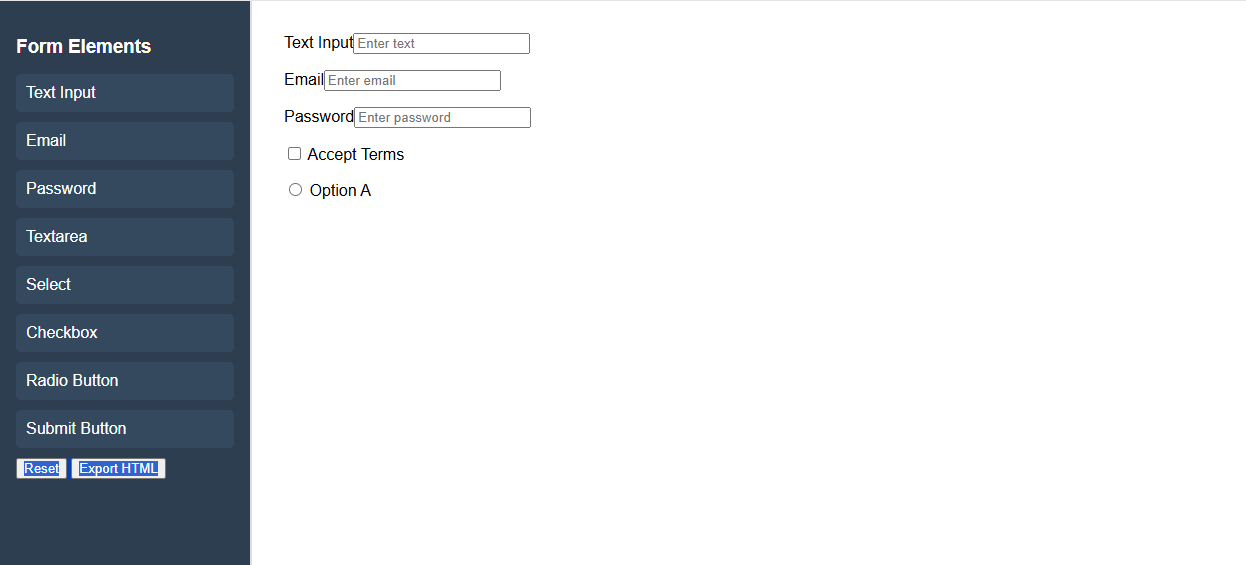 Form Elements
Text Input
Email
Password
Textarea
Select
Checkbox
Radio Button
Submit Button
Reset Export HTML
Text Input Enter text
Email Enter email
Password Enter password
Accept Terms
Option A